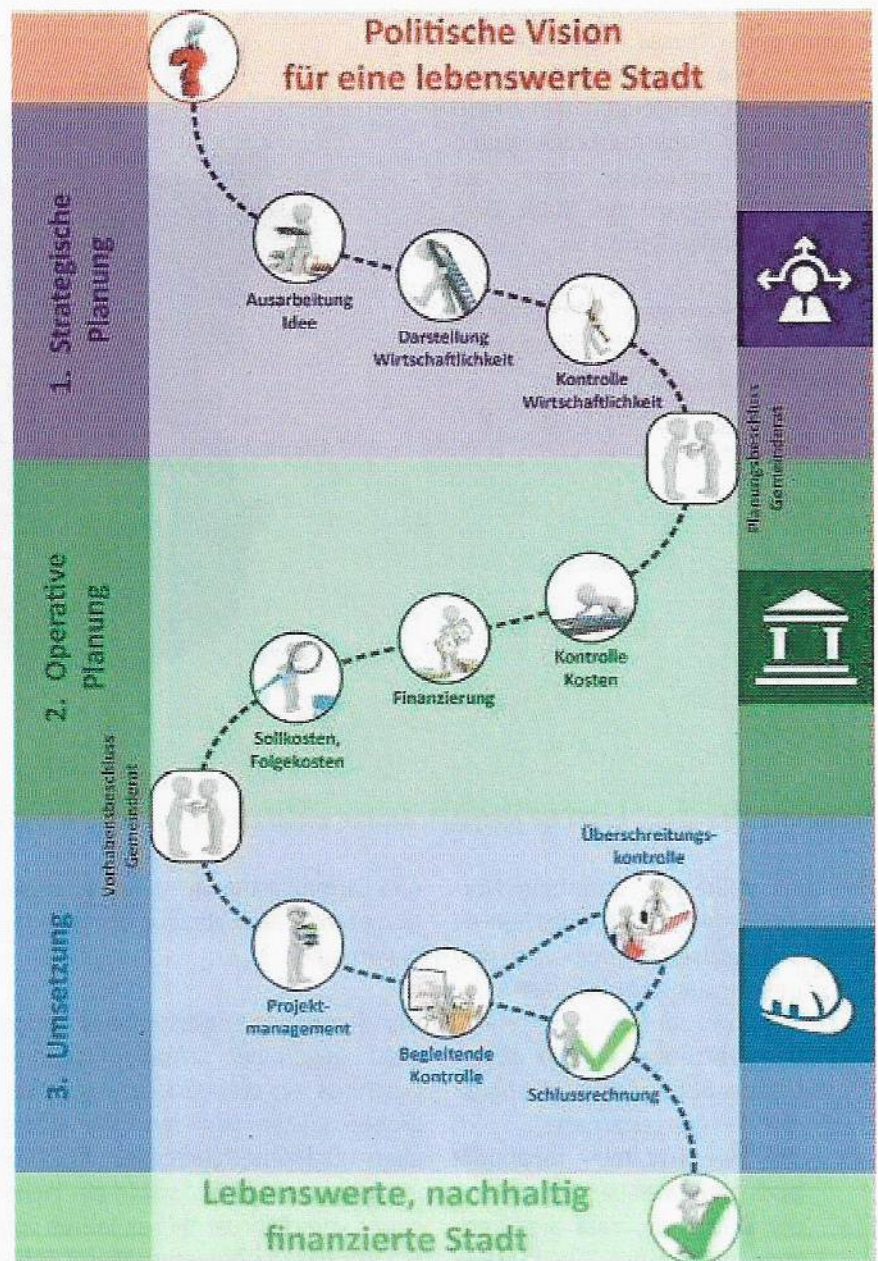 Politische Vision
für eine lebenswerte Stadt
1. Strategische
Planung
Ausarbeitung
Idee
Darstellung
Wirtschaftlichkeit
Kontrolle
Wirtschaftlichkeit
Planungsbeschluss
Gemeinderat
2. Operative
Planung
Kontrolle
Kosten
Finanzierung
Sollkosten,
Folgekosten
Vorhabensbeschluss
Gemeinderat
3. Umsetzung
Projekt-
management
Begleitende
Kontrolle
Überschreitungs-
kontrolle
Schlussrechnung
Lebenswerte, nachhaltig
finanzierte Stadt